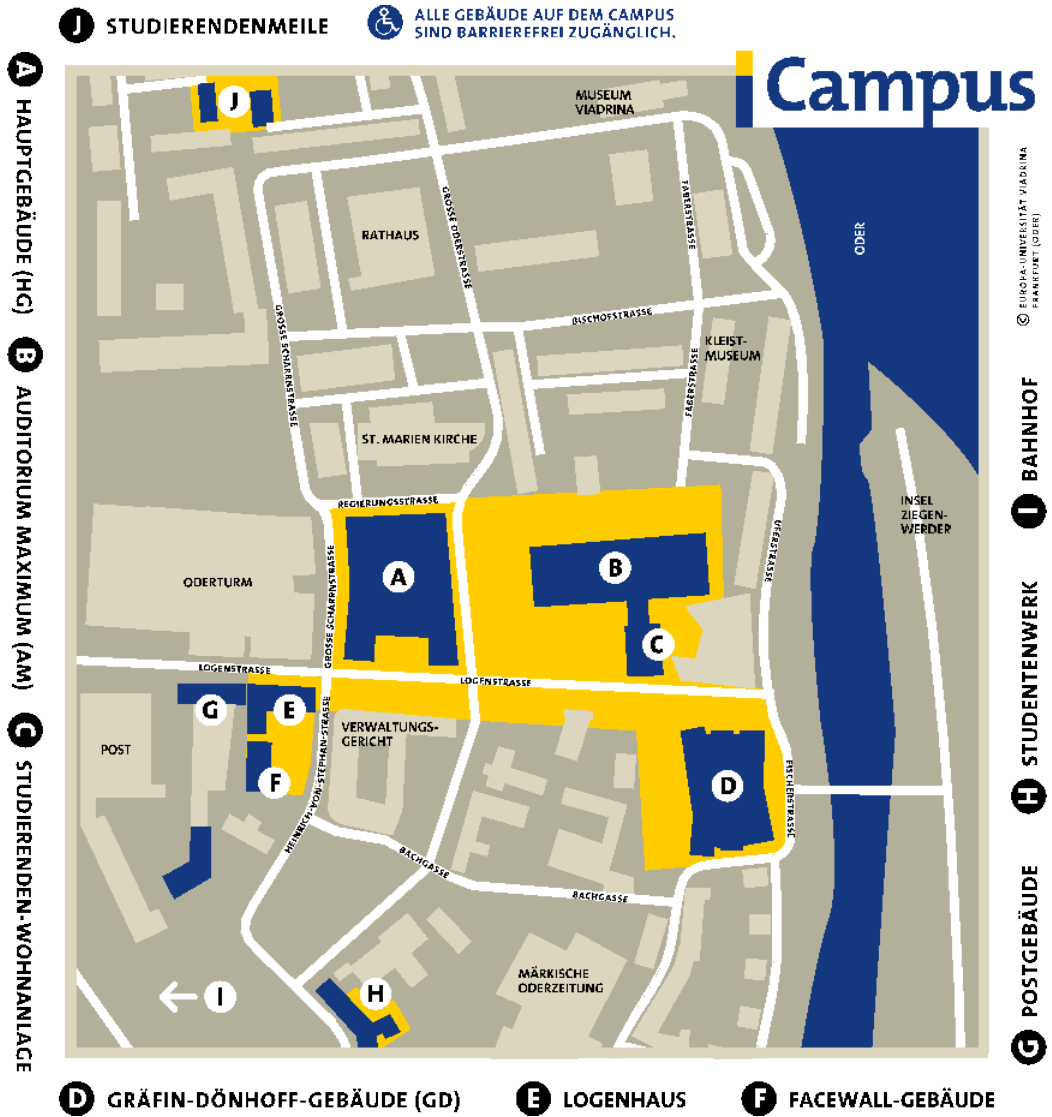 J STUDIERENDENMEILE
ALLE GEBÄUDE AUF DEM CAMPUS
SIND BARRIEREFREI ZUGÄNGLICH.
Campus
A HAUPTGEBÄUDE (HG)
B AUDITORIUM MAXIMUM (AM)
C STUDIERENDEN-WOHNANLAGE
J
MUSEUM
VIADRINA
RATHAUS
GROSSE ODERSTRASSE
FABERSTRASSE
ODER
GROSSE SCHARRNSTRASSE
BISCHOFSTRASSE
KLEIST-
MUSEUM
FABERSTRASSE
ST. MARIEN KIRCHE
REGIERUNGSSTRASSE
INSEL
ZIEGEN-
WERDER
UFERSTRASSE
ODERTURM
GROSSE SCHARRNSTRASSE
A
B
C
LOGENSTRASSE
LOGENSTRASSE
G
E
F
POST
HEINRICH-VON-STEPHAN-STRASSE
VERWALTUNGS-
GERICHT
D
FISCHERSTRASSE
BACHGASSE
BACHGASSE
I
H
MÄRKISCHE
ODERZEITUNG
© EUROPA-UNIVERSITÄT VIADRINA
FRANKFURT (ODER)
I BAHNHOF
H STUDENTENWERK
G POSTGEBÄUDE
D GRÄFIN-DÖNHOFF-GEBÄUDE (GD)
E LOGENHAUS
F FACEWALL-GEBÄUDE